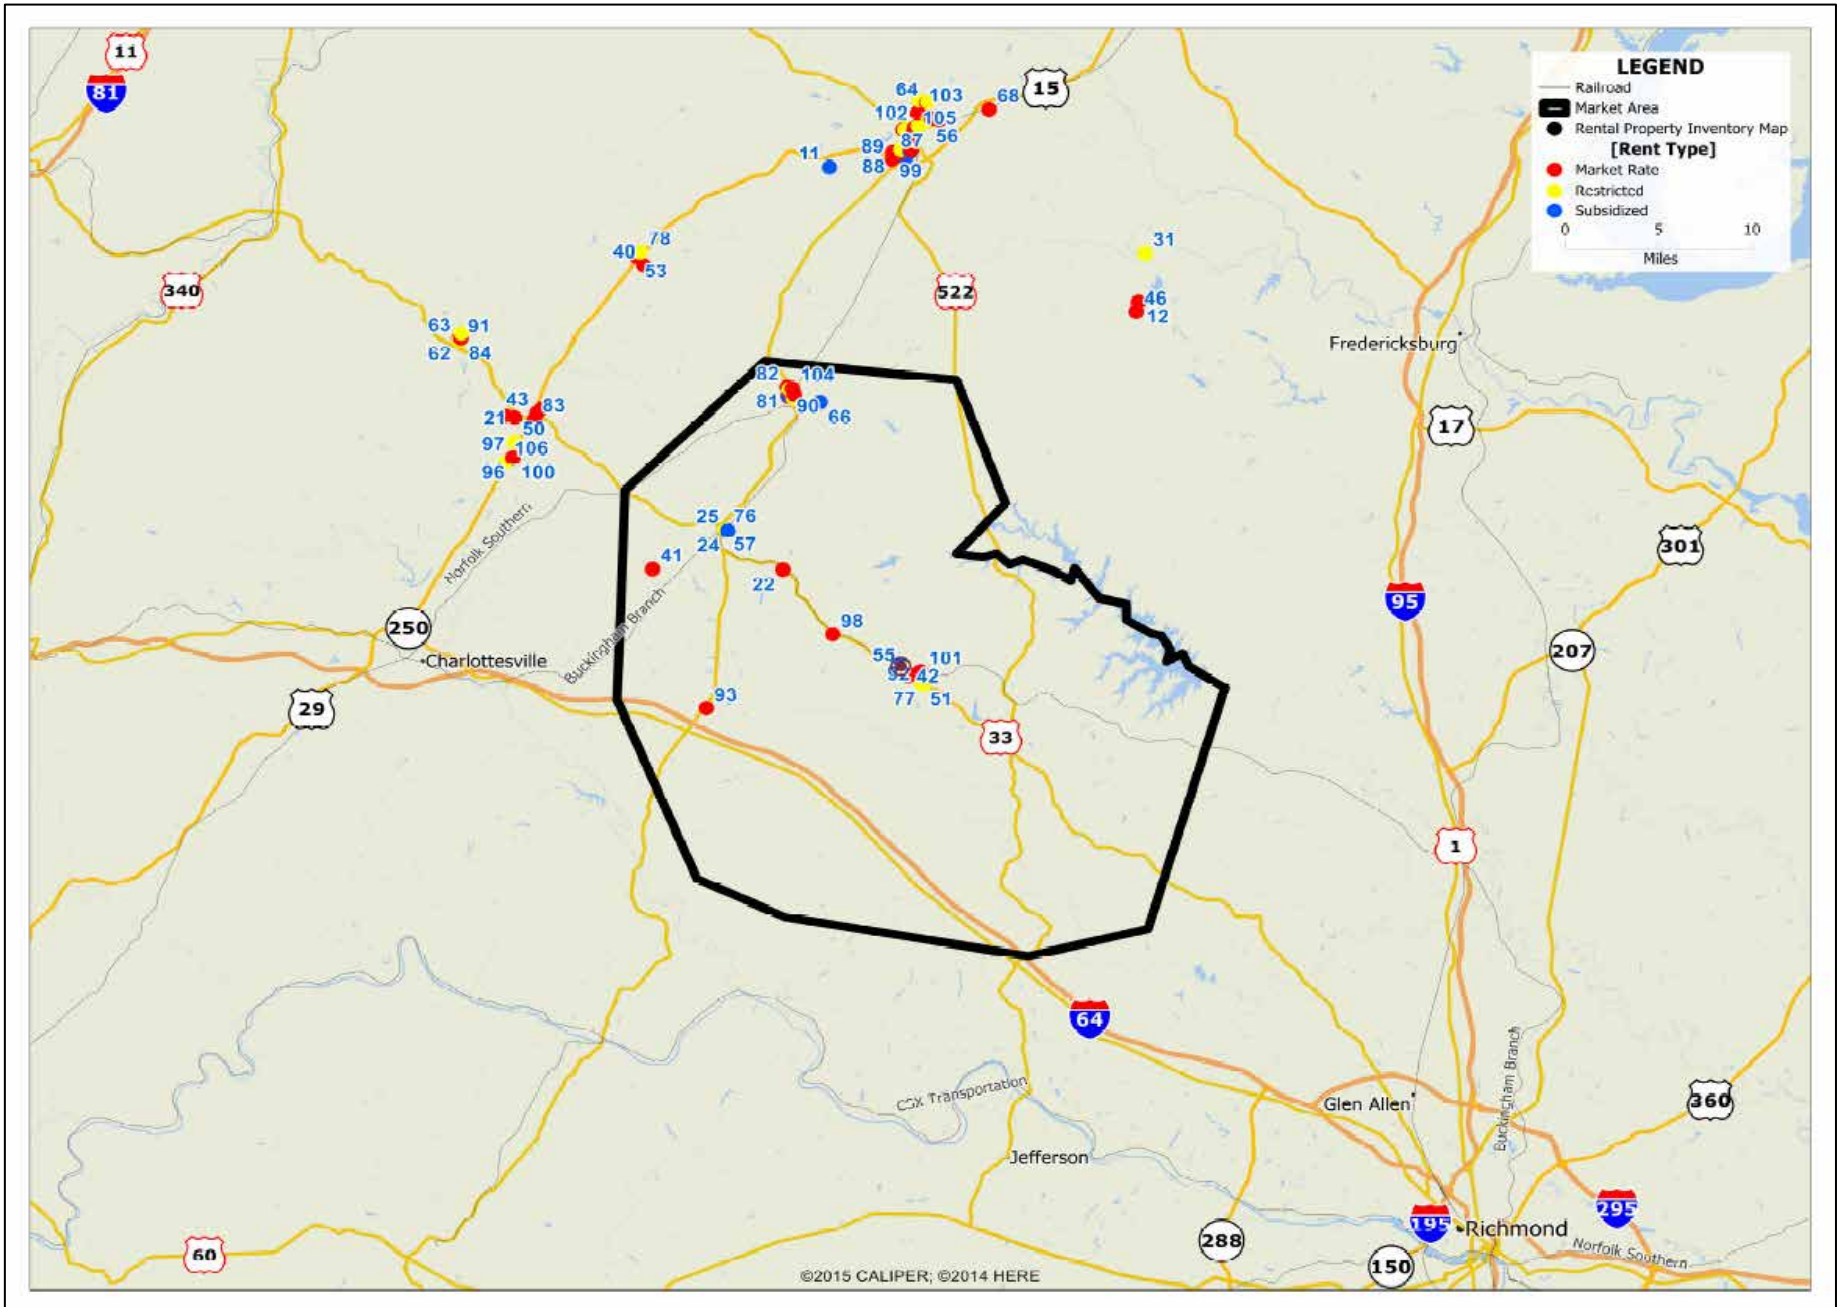 11
81
15
LEGEND
Railroad
Market Area
Rental Property Inventory Map
[Rent Type]
Market Rate
Restricted
Subsidized
0 5 10
Miles
64 103
68
102 105
56
89 87
88 99
11
78
40
53
31
46
12
340
522
Fredericksburg
63 91
62 84
82 104
81 90
66
43 83
21 50
97 106
96 100
17
Norfolk Southern
25 76
24 57
41
22
301
95
250
Charlottesville
Buckingham Branch
98
207
55 101
92 42
77 51
93
29
33
1
64
CSX Transportation
Buckingham Branch
Glen Allen
360
Jefferson
195
Richmond
295
288
Norfolk Southern
60
150
©2015 CALIPER; ©2014 HERE